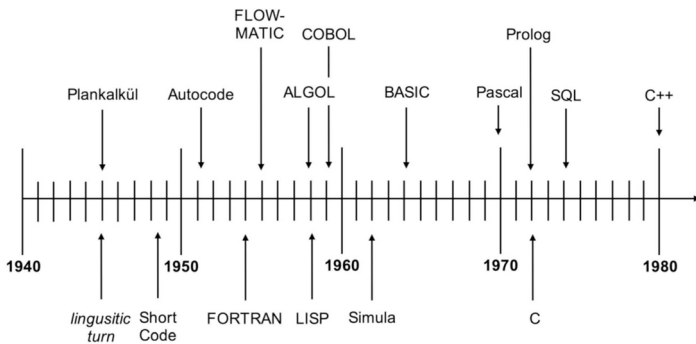 FLOW-
MATIC
COBOL
Prolog
Plankalkül
Autocode
ALGOL
BASIC
Pascal
SQL
C++
1940
1950
1960
1970
1980
lingusitic
turn
Short
Code
FORTRAN
LISP
Simula
C